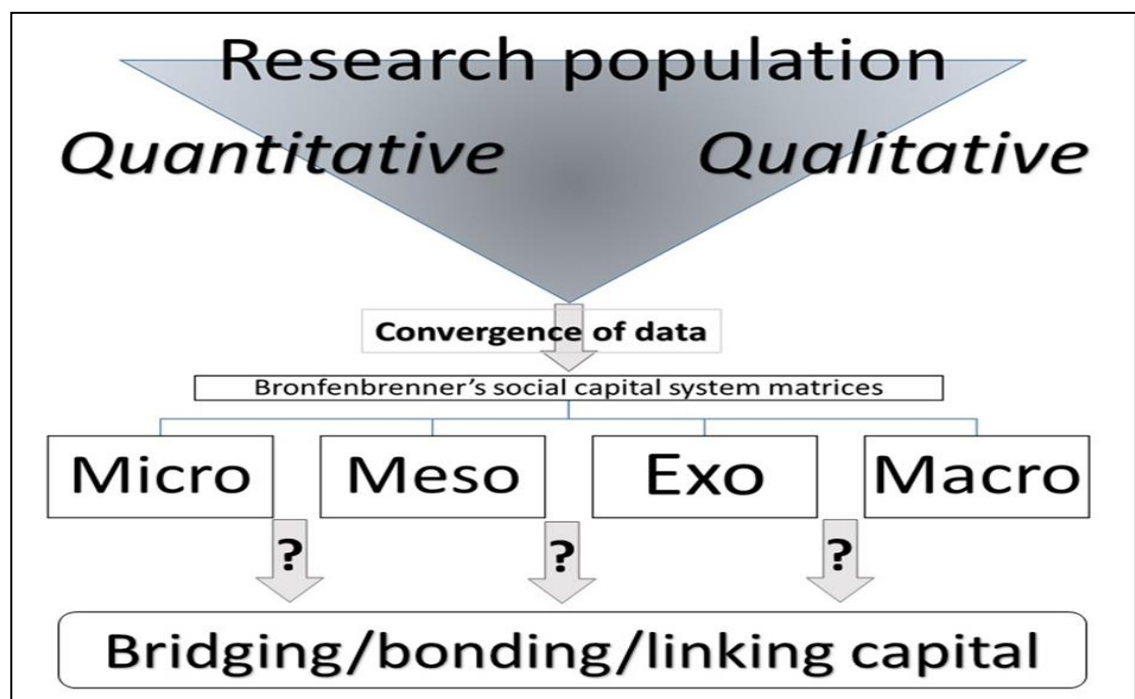 Research population
Quantitative Qualitative
Convergence of data
Bronfenbrenner's social capital system matrices
Micro Meso Exo Macro
? ? ?
Bridging/bonding/linking capital